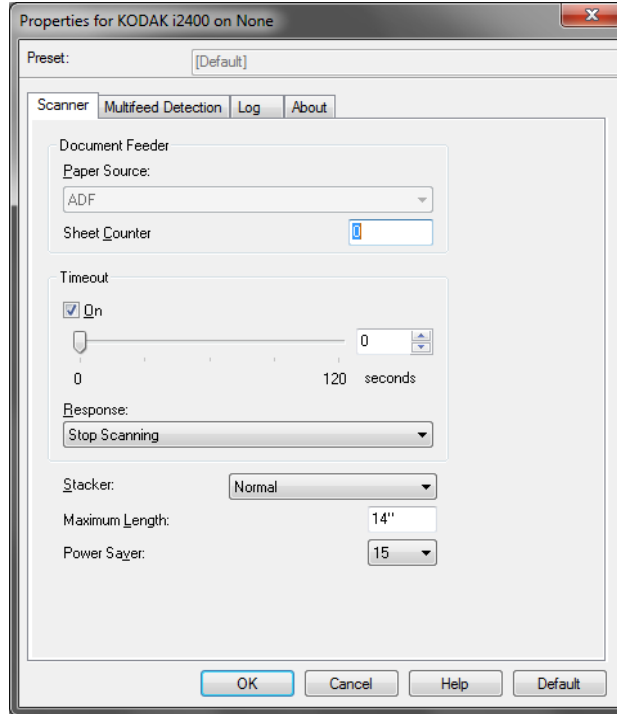 Properties for KODAK i2400 on None
Preset: [Default]
Scanner Multifeed Detection Log About
Document Feeder
Paper Source:
ADF
Sheet Counter 0
Timeout
On
0
0 120 seconds
Response:
Stop Scanning
Stacker: Normal
Maximum Length: 14"
Power Saver: 15
OK Cancel Help Default